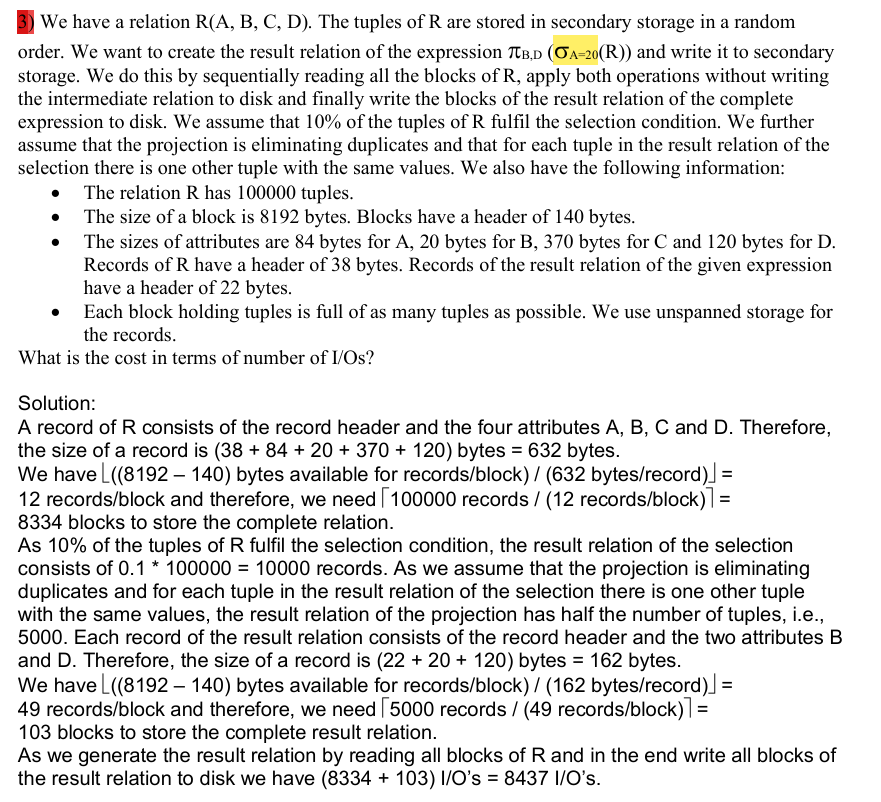 3) We have a relation R(A, B, C, D). The tuples of R are stored in secondary storage in a random
order. We want to create the result relation of the expression πB,D (σA=20(R)) and write it to secondary
storage. We do this by sequentially reading all the blocks of R, apply both operations without writing
the intermediate relation to disk and finally write the blocks of the result relation of the complete
expression to disk. We assume that 10% of the tuples of R fulfil the selection condition. We further
assume that the projection is eliminating duplicates and that for each tuple in the result relation of the
selection there is one other tuple with the same values. We also have the following information:
• The relation R has 100000 tuples.
• The size of a block is 8192 bytes. Blocks have a header of 140 bytes.
• The sizes of attributes are 84 bytes for A, 20 bytes for B, 370 bytes for C and 120 bytes for D.
Records of R have a header of 38 bytes. Records of the result relation of the given expression
have a header of 22 bytes.
• Each block holding tuples is full of as many tuples as possible. We use unspanned storage for
the records.
What is the cost in terms of number of I/Os?
Solution:
A record of R consists of the record header and the four attributes A, B, C and D. Therefore,
the size of a record is (38 + 84 + 20 + 370 + 120) bytes = 632 bytes.
We have ⌊((8192 – 140) bytes available for records/block) / (632 bytes/record)⌋ =
12 records/block and therefore, we need ⌈100000 records / (12 records/block)⌉ =
8334 blocks to store the complete relation.
As 10% of the tuples of R fulfil the selection condition, the result relation of the selection
consists of 0.1 * 100000 = 10000 records. As we assume that the projection is eliminating
duplicates and for each tuple in the result relation of the selection there is one other tuple
with the same values, the result relation of the projection has half the number of tuples, i.e.,
5000. Each record of the result relation consists of the record header and the two attributes B
and D. Therefore, the size of a record is (22 + 20 + 120) bytes = 162 bytes.
We have ⌊((8192 – 140) bytes available for records/block) / (162 bytes/record)⌋ =
49 records/block and therefore, we need ⌈5000 records / (49 records/block)⌉ =
103 blocks to store the complete result relation.
As we generate the result relation by reading all blocks of R and in the end write all blocks of
the result relation to disk we have (8334 + 103) I/O's = 8437 I/O's.